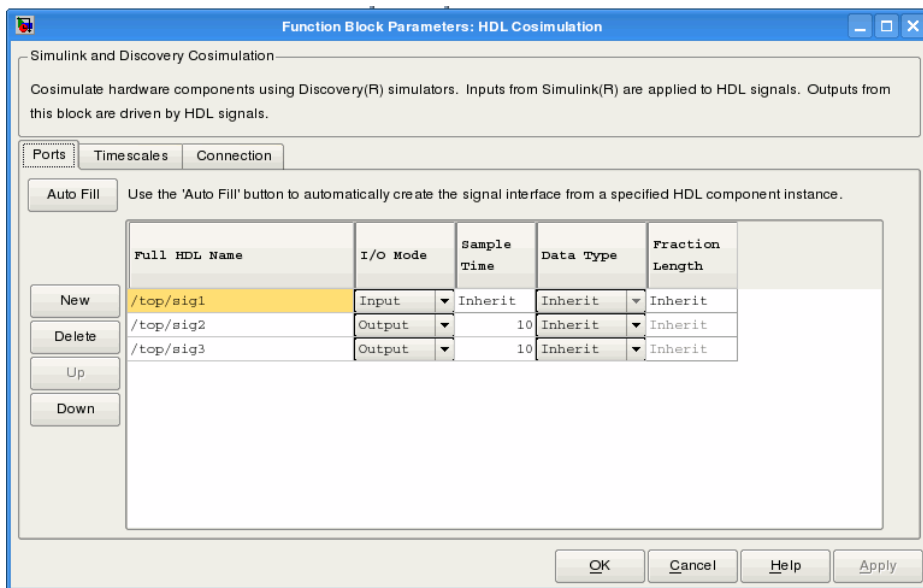 Function Block Parameters: HDL Cosimulation
Simulink and Discovery Cosimulation
Cosimulate hardware components using Discovery(R) simulators. Inputs from Simulink(R) are applied to HDL signals. Outputs from
this block are driven by HDL signals.
Ports Timescales Connection
Auto Fill Use the 'Auto Fill' button to automatically create the signal interface from a specified HDL component instance.
Full HDL Name I/O Mode Sample Time Data Type Fraction Length
New /top/sig1 Input Inherit Inherit Inherit
/top/sig2 Output 10 Inherit Inherit
Delete
/top/sig3 Output 10 Inherit Inherit
Up
Down
OK Cancel Help Apply